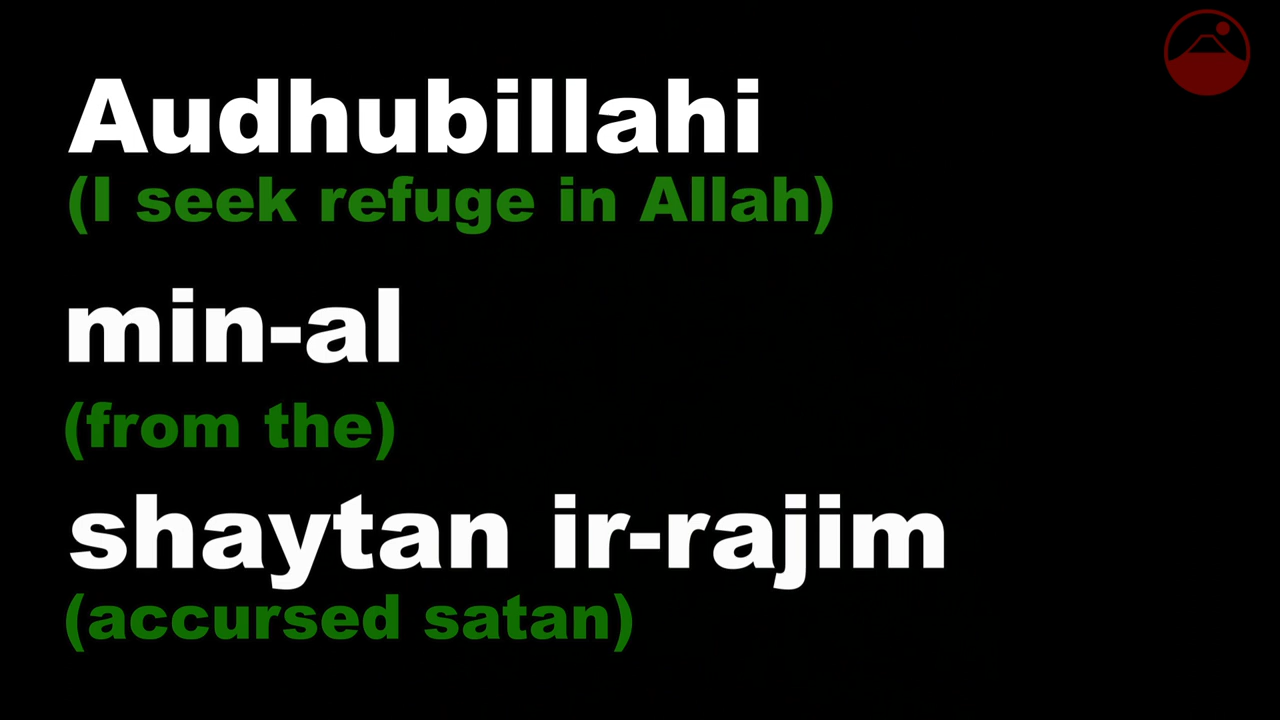 Audhubillahi
(I seek refuge in Allah)
min-al
(from the)
shaytan ir-rajim
(accursed satan)